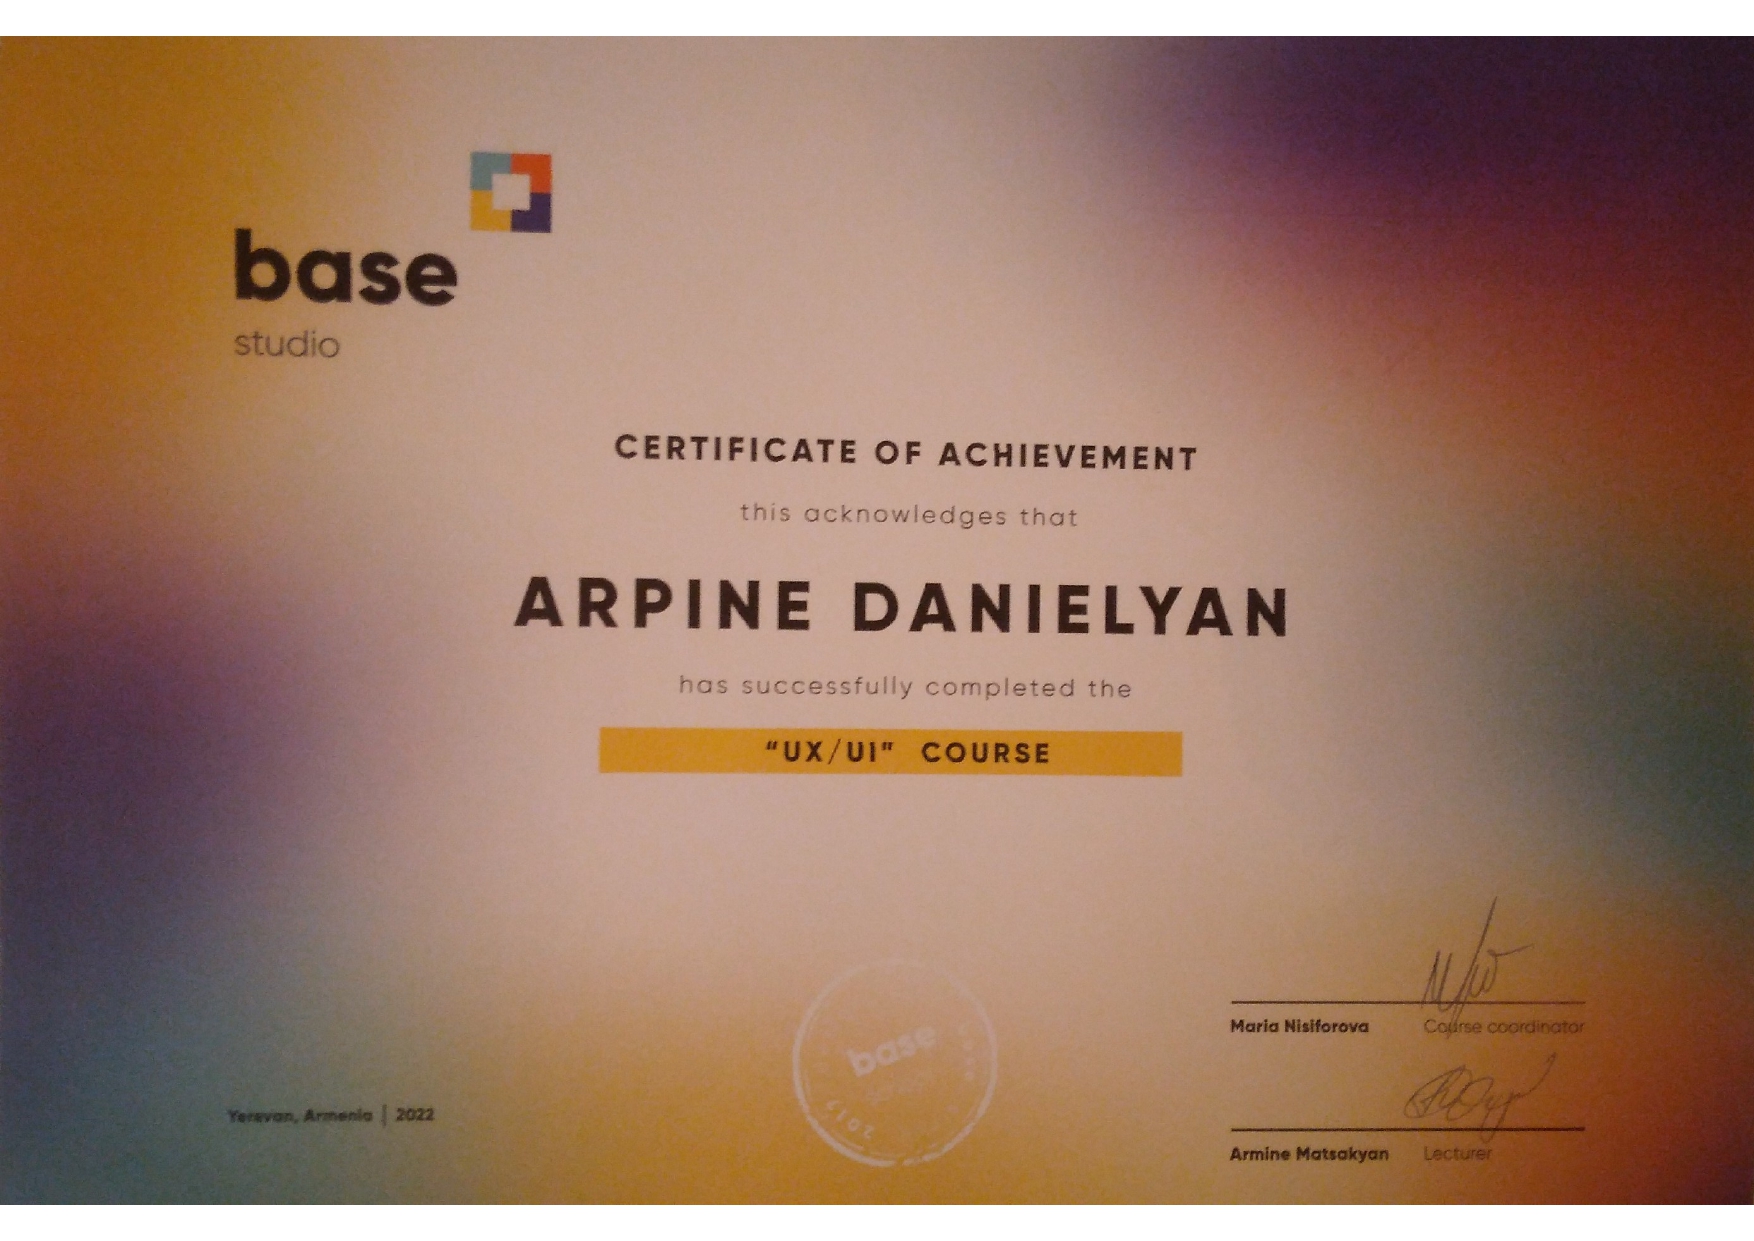 base
studio
CERTIFICATE OF ACHIEVEMENT
this acknowledges that
ARPINE DANIELYAN
has successfully completed the
"UX/UI" COURSE
Maria Nisiforova Course coordinator
Armine Matsakyan Lecturer
Yerevan, Armenia | 2022
base
2019